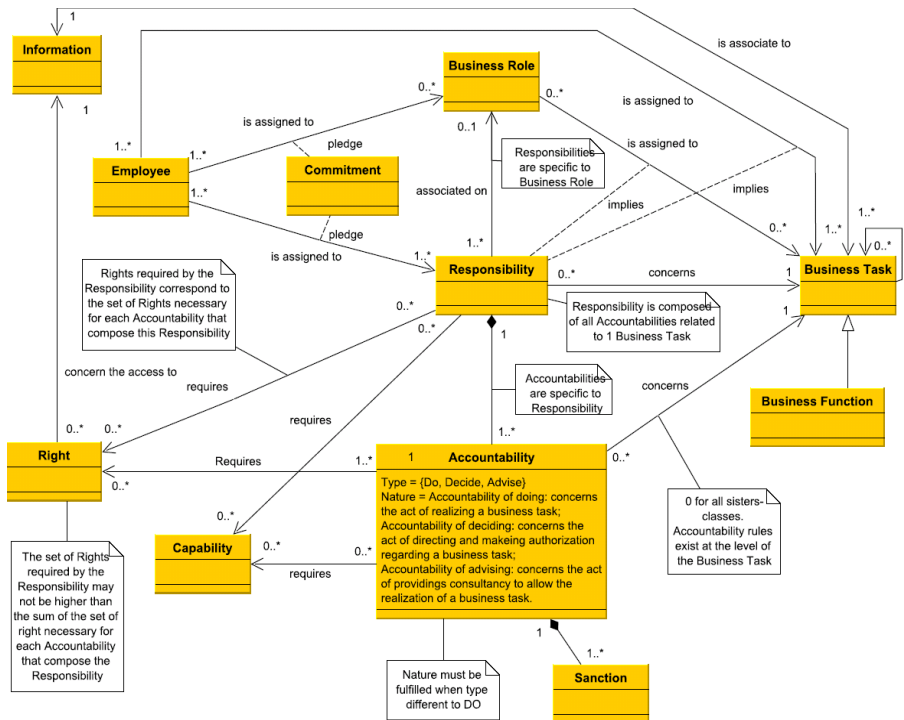 1
is associate to
Information
Business Role
0..*
0..*
1
0..1
is assigned to
is assigned to
pledge
is assigned to
Responsibilities
are specific to
Business Role
1..*
1..*
Employee
Commitment
1..*
associated on
implies
implies
pledge
is assigned to
1..*
1..*
0..*
1..*
1..*
0..*
Rights required by the
Responsibility correspond to
the set of Rights necessary
for each Accountability that
compose this Responsibility
Responsibility
0..*
concerns
1
Business Task
0..*
0..*
1
Responsibility is composed
of all Accountabilities related
to 1 Business Task
1
concern the access to
requires
Accountabilities
are specific to
Responsibility
concerns
Business Function
requires
0..*
0..*
1..*
Right
Requires
1..*
1
Accountability
0..*
0..*
Type = {Do, Decide, Advise}
Nature = Accountability of doing: concerns
the act of realizing a business task;
Accountability of deciding: concerns the
act of directing and makeing authorization
regarding a business task;
Accountability of advising: concerns the act
of providings consultancy to allow the
realization of a business task.
0 for all sisters-
classes.
Accountability rules
exist at the level of
the Business Task
0..*
Capability
0..*
0..*
requires
The set of Rights
required by the
Responsibility may
not be higher than
the sum of the set of
right necessary for
each Accountability
that compose the
Responsibility
1
1..*
Nature must be
fulfilled when type
different to DO
Sanction